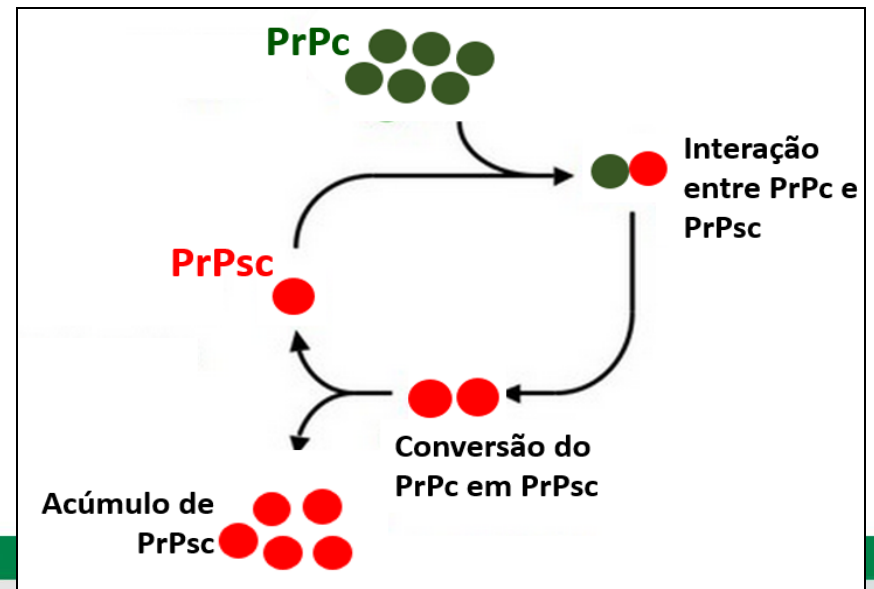 PrPc
Interação
entre PrPc e
PrPsc
PrPsc
Conversão do
PrPc em PrPsc
Acúmulo de
PrPsc